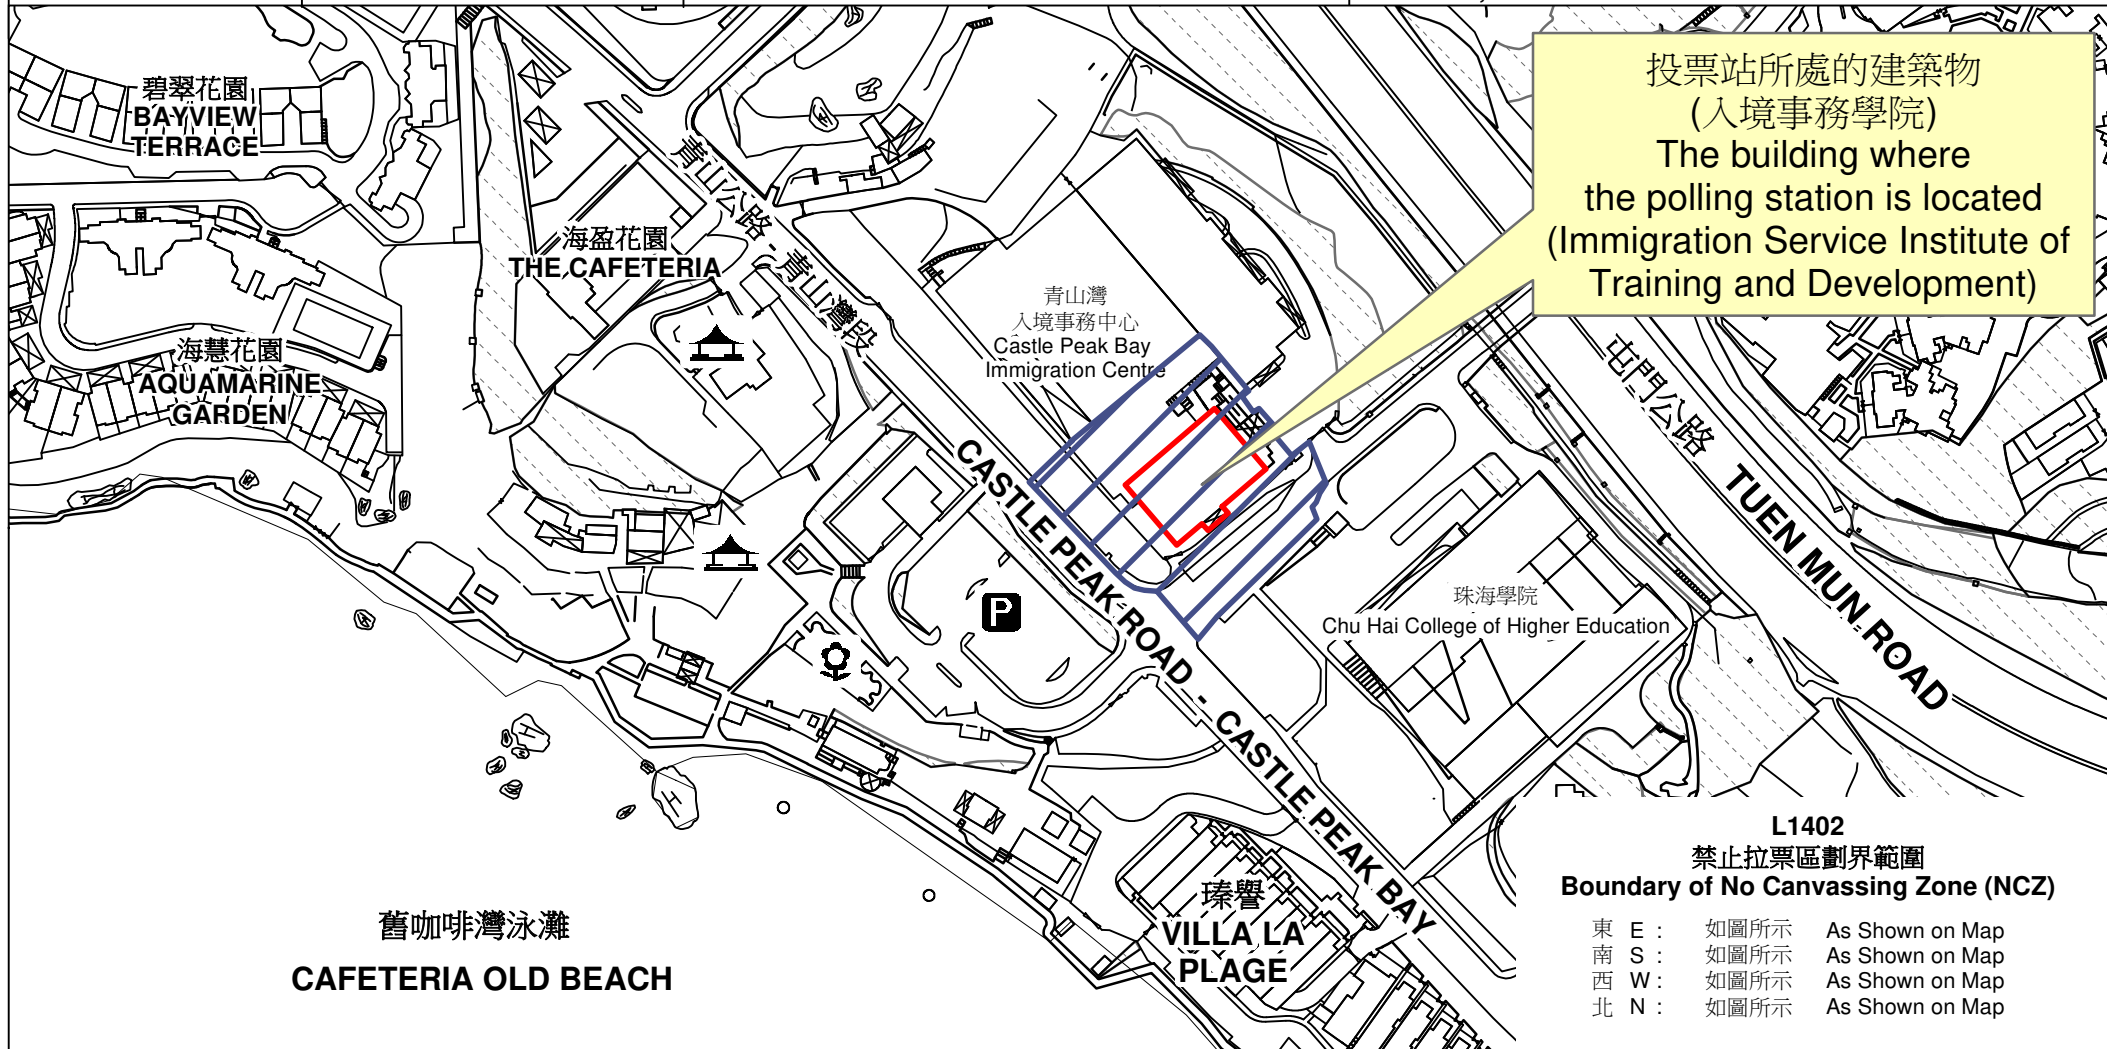 碧翠花園
BAYVIEW
TERRACE
海盈花園
THE CAFETERIA
海慧花園
AQUAMARINE
GARDEN
青山公路 - 青山灣段
青山灣
入境事務中心
Castle Peak Bay
Immigration Centre
投票站所處的建築物
(入境事務學院)
The building where
the polling station is located
(Immigration Service Institute of
Training and Development)
屯門公路
TUEN MUN ROAD
CASTLE PEAK ROAD - CASTLE PEAK BAY
P
珠海學院
Chu Hai College of Higher Education
瑧譽
VILLA LA
PLAGE
舊咖啡灣泳灘
CAFETERIA OLD BEACH
L1402
禁止拉票區劃界範圍
Boundary of No Canvassing Zone (NCZ)
東 E : 如圖所示 As Shown on Map
南 S : 如圖所示 As Shown on Map
西 W : 如圖所示 As Shown on Map
北 N : 如圖所示 As Shown on Map